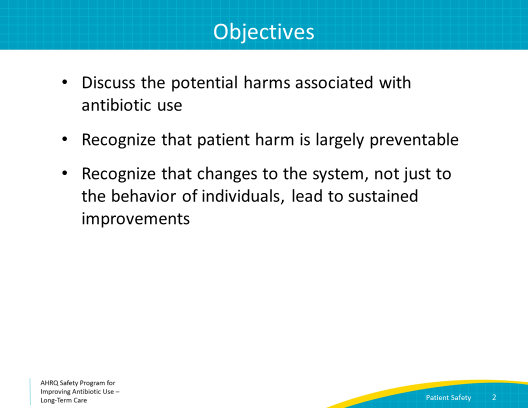 Objectives
• Discuss the potential harms associated with
antibiotic use
• Recognize that patient harm is largely preventable
• Recognize that changes to the system, not just to
the behavior of individuals, lead to sustained
improvements
AHRQ Safety Program for
Improving Antibiotic Use –
Long-Term Care
Patient Safety 2